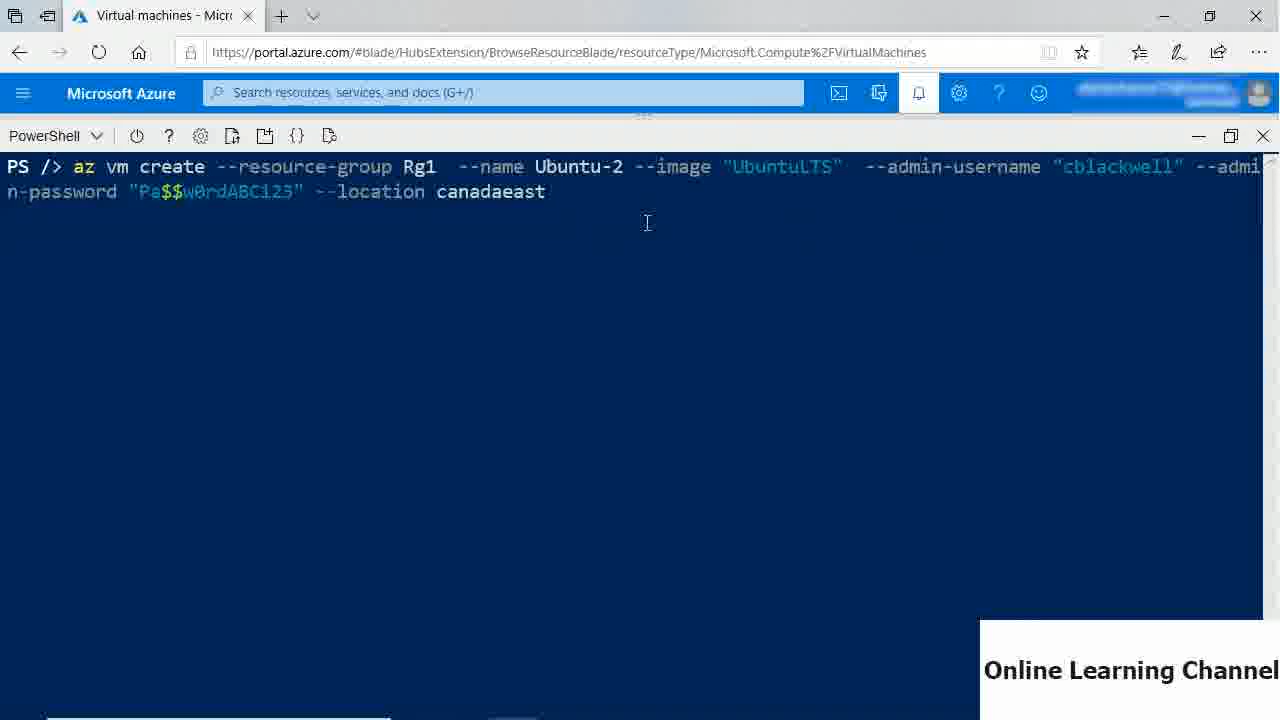 Virtual machines - Micro
https://portal.azure.com/#blade/HubsExtension/BrowseResourceBlade/resourceType/Microsoft.Compute%2FVirtualMachines
Microsoft Azure
Search resources, services, and docs (G+/)
PowerShell
PS /> az vm create --resource-group Rg1  --name Ubuntu-2 --image "UbuntuLTS"  --admin-username "cblackwell" --admi
n-password "Pa$$w0rdABC123" --location canadaeast
Online Learning Channel